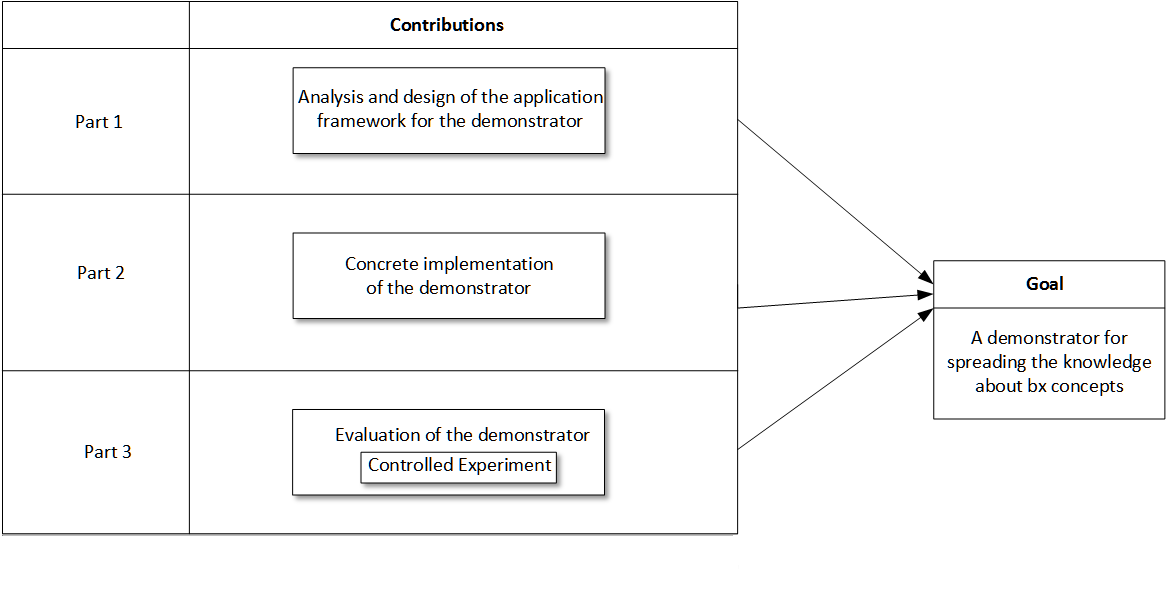 Contributions
Part 1
Analysis and design of the application
framework for the demonstrator
Part 2
Concrete implementation
of the demonstrator
Part 3
Evaluation of the demonstrator
Controlled Experiment
Goal
A demonstrator for
spreading the knowledge
about bx concepts